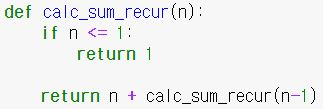 def calc_sum_recur(n):
    if n <= 1:
        return 1
    return n + calc_sum_recur(n-1)